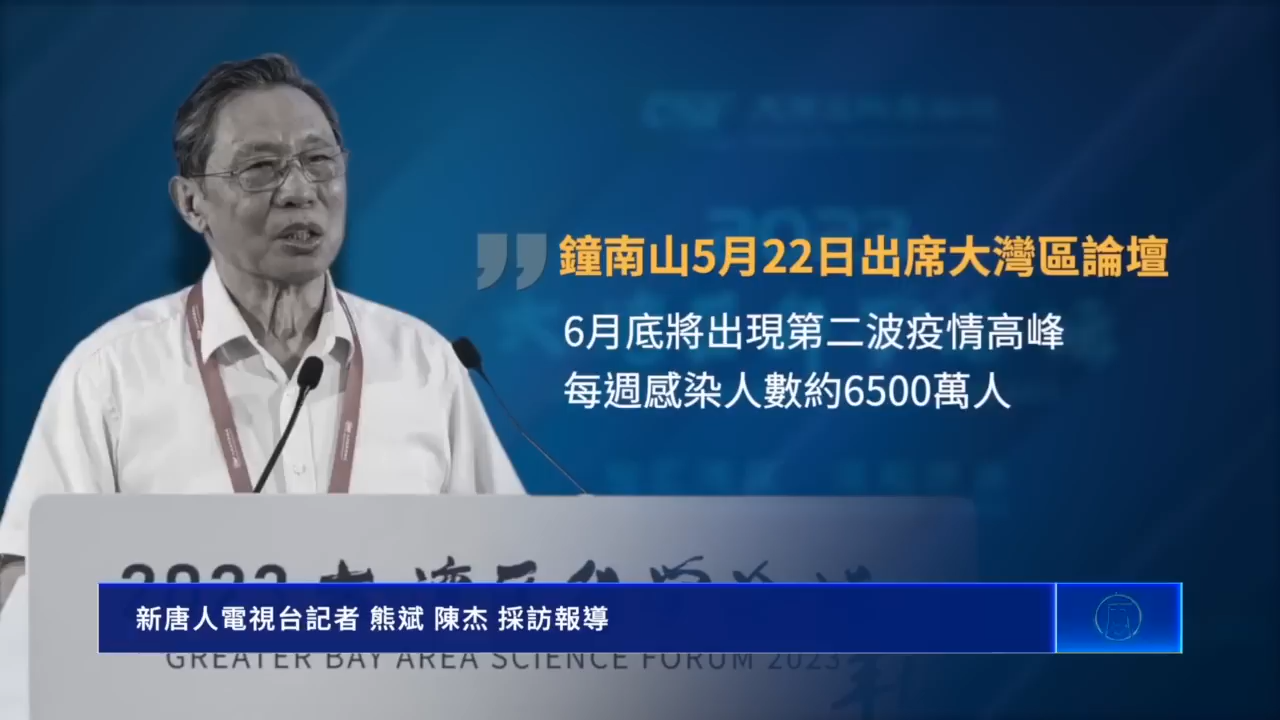 鐘南山5月22日出席大灣區論壇
6月底將出現第二波疫情高峰
每週感染人數約6500萬人
新唐人電視台記者 熊斌 陳杰 採訪報導
GREATER BAY AREA SCIENCE FORUM 2023